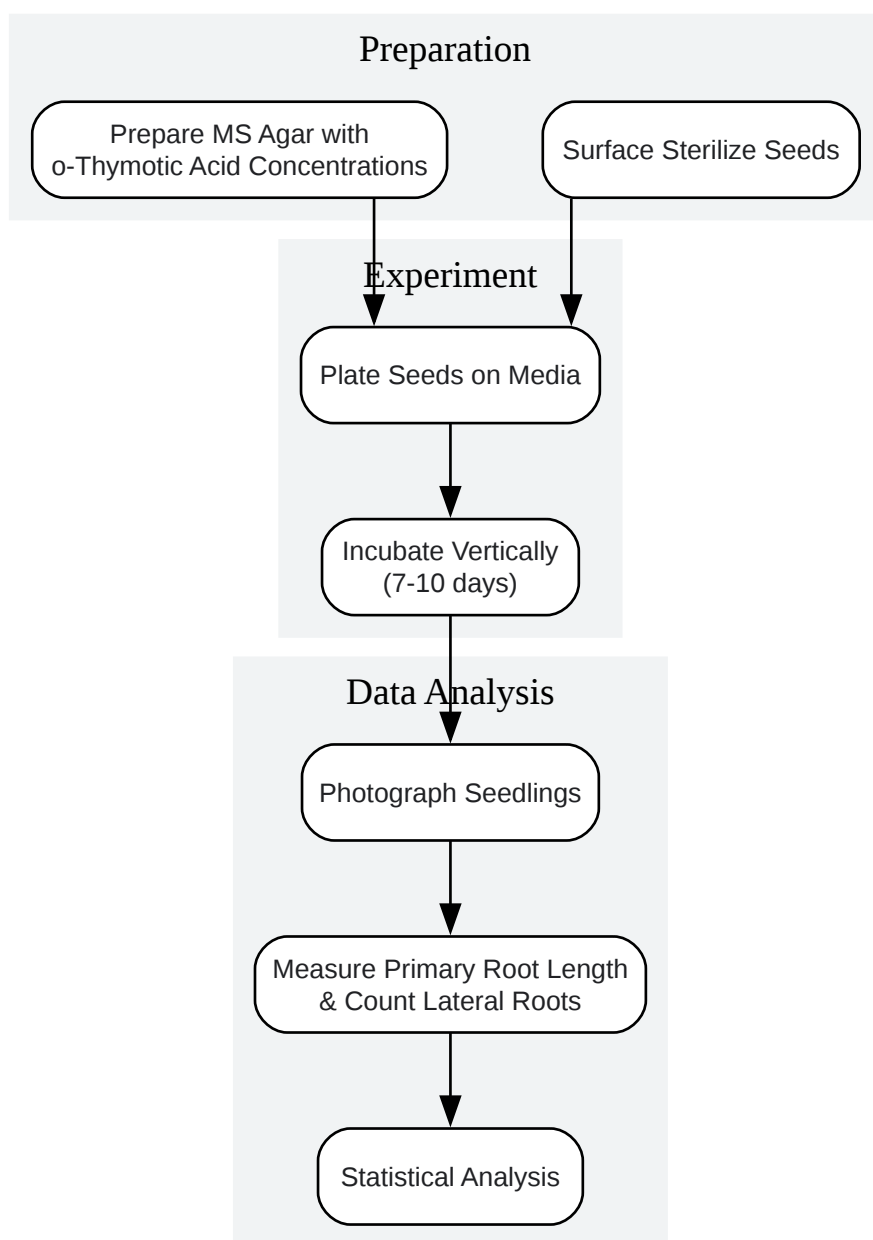 Preparation
Prepare MS Agar with
o-Thymotic Acid Concentrations
Surface Sterilize Seeds
Experiment
Plate Seeds on Media
Incubate Vertically
(7-10 days)
Data Analysis
Photograph Seedlings
Measure Primary Root Length
& Count Lateral Roots
Statistical Analysis